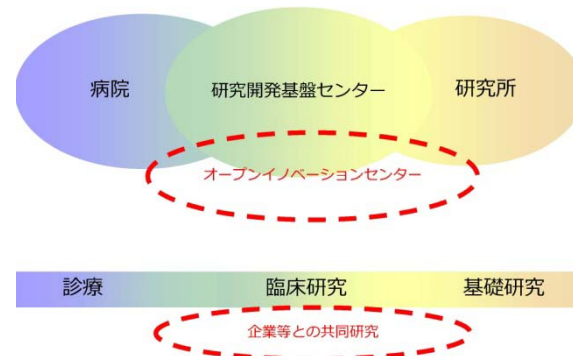 病院
研究開発基盤センター
研究所
オープンイノベーションセンター
診療
臨床研究
基礎研究
企業等との共同研究